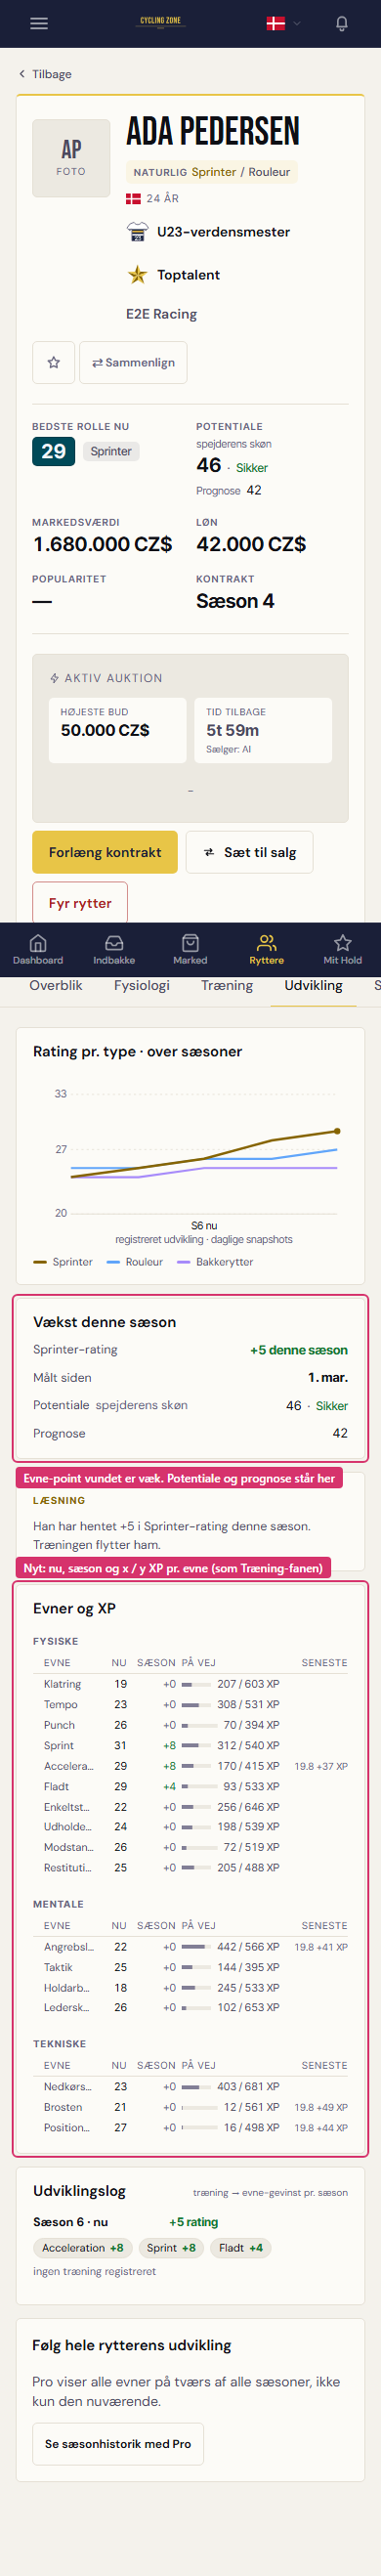 CYCLING ZONE
Tilbage
AP
FOTO
ADA PEDERSEN
NATURLIG Sprinter / Rouleur
24 ÅR
U23-verdensmester
Toptalent
E2E Racing
Sammenlign
BEDSTE ROLLE NU
29 Sprinter
POTENTIALE
spejderens skøn
46 · Sikker
Prognose 42
MARKEDSVÆRDI
1.680.000 CZ$
LØN
42.000 CZ$
POPULARITET
—
KONTRAKT
Sæson 4
AKTIV AUKTION
HØJESTE BUD
50.000 CZ$
TID TILBAGE
5t 59m
Sælger: AI
-
Forlæng kontrakt
Sæt til salg
Fyr rytter
Dashboard Indbakke Marked Ryttere Mit Hold
Overblik Fysiologi Træning Udvikling S
Rating pr. type · over sæsoner
33
27
20
S6 nu
registreret udvikling · daglige snapshots
Sprinter Rouleur Bakkerytter
Vækst denne sæson
Sprinter-rating +5 denne sæson
Målt siden 1. mar.
Potentiale spejderens skøn 46 · Sikker
Prognose 42
Evne-point vundet er væk. Potentiale og prognose står her
LÆSNING
Han har hentet +5 i Sprinter-rating denne sæson.
Træningen flytter ham.
Nyt: nu, sæson og x / y XP pr. evne (som Træning-fanen)
Evner og XP
FYSISKE
EVNE NU SÆSON PÅ VEJ SENESTE
Klatring 19 +0 207 / 603 XP
Tempo 23 +0 308 / 531 XP
Punch 26 +0 70 / 394 XP
Sprint 31 +8 312 / 540 XP
Accelera... 29 +8 170 / 415 XP 19.8 +37 XP
Fladt 29 +4 93 / 533 XP
Enkeltst... 22 +0 256 / 646 XP
Udholde... 24 +0 198 / 539 XP
Modstan... 26 +0 72 / 519 XP
Restituti... 25 +0 205 / 488 XP
MENTALE
EVNE NU SÆSON PÅ VEJ SENESTE
Angrebsl... 22 +0 442 / 566 XP 19.8 +41 XP
Taktik 25 +0 144 / 395 XP
Holdarb... 18 +0 245 / 533 XP
Ledersk... 26 +0 102 / 653 XP
TEKNISKE
EVNE NU SÆSON PÅ VEJ SENESTE
Nedkørs... 23 +0 403 / 681 XP
Brosten 21 +0 12 / 561 XP 19.8 +49 XP
Position... 27 +0 16 / 498 XP 19.8 +44 XP
Udviklingslog træning → evne-gevinst pr. sæson
Sæson 6 · nu +5 rating
Acceleration +8 Sprint +8 Fladt +4
ingen træning registreret
Følg hele rytterens udvikling
Pro viser alle evner på tværs af alle sæsoner, ikke
kun den nuværende.
Se sæsonhistorik med Pro